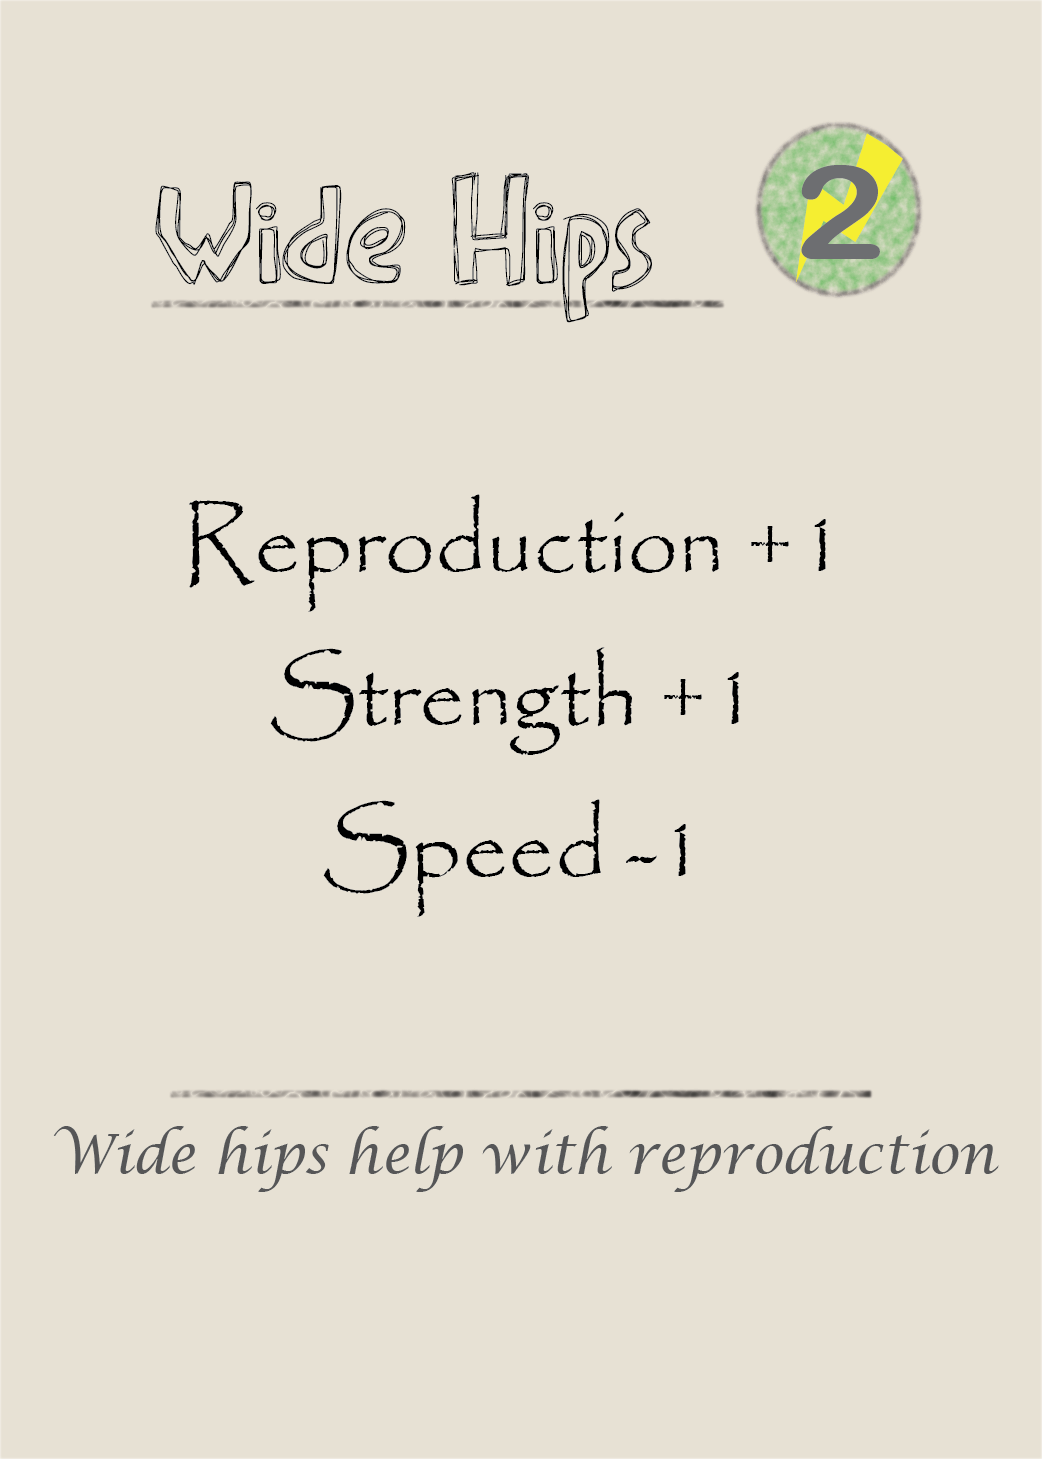 Wide Hips
2
Reproduction +1
Strength +1
Speed -1
Wide hips help with reproduction